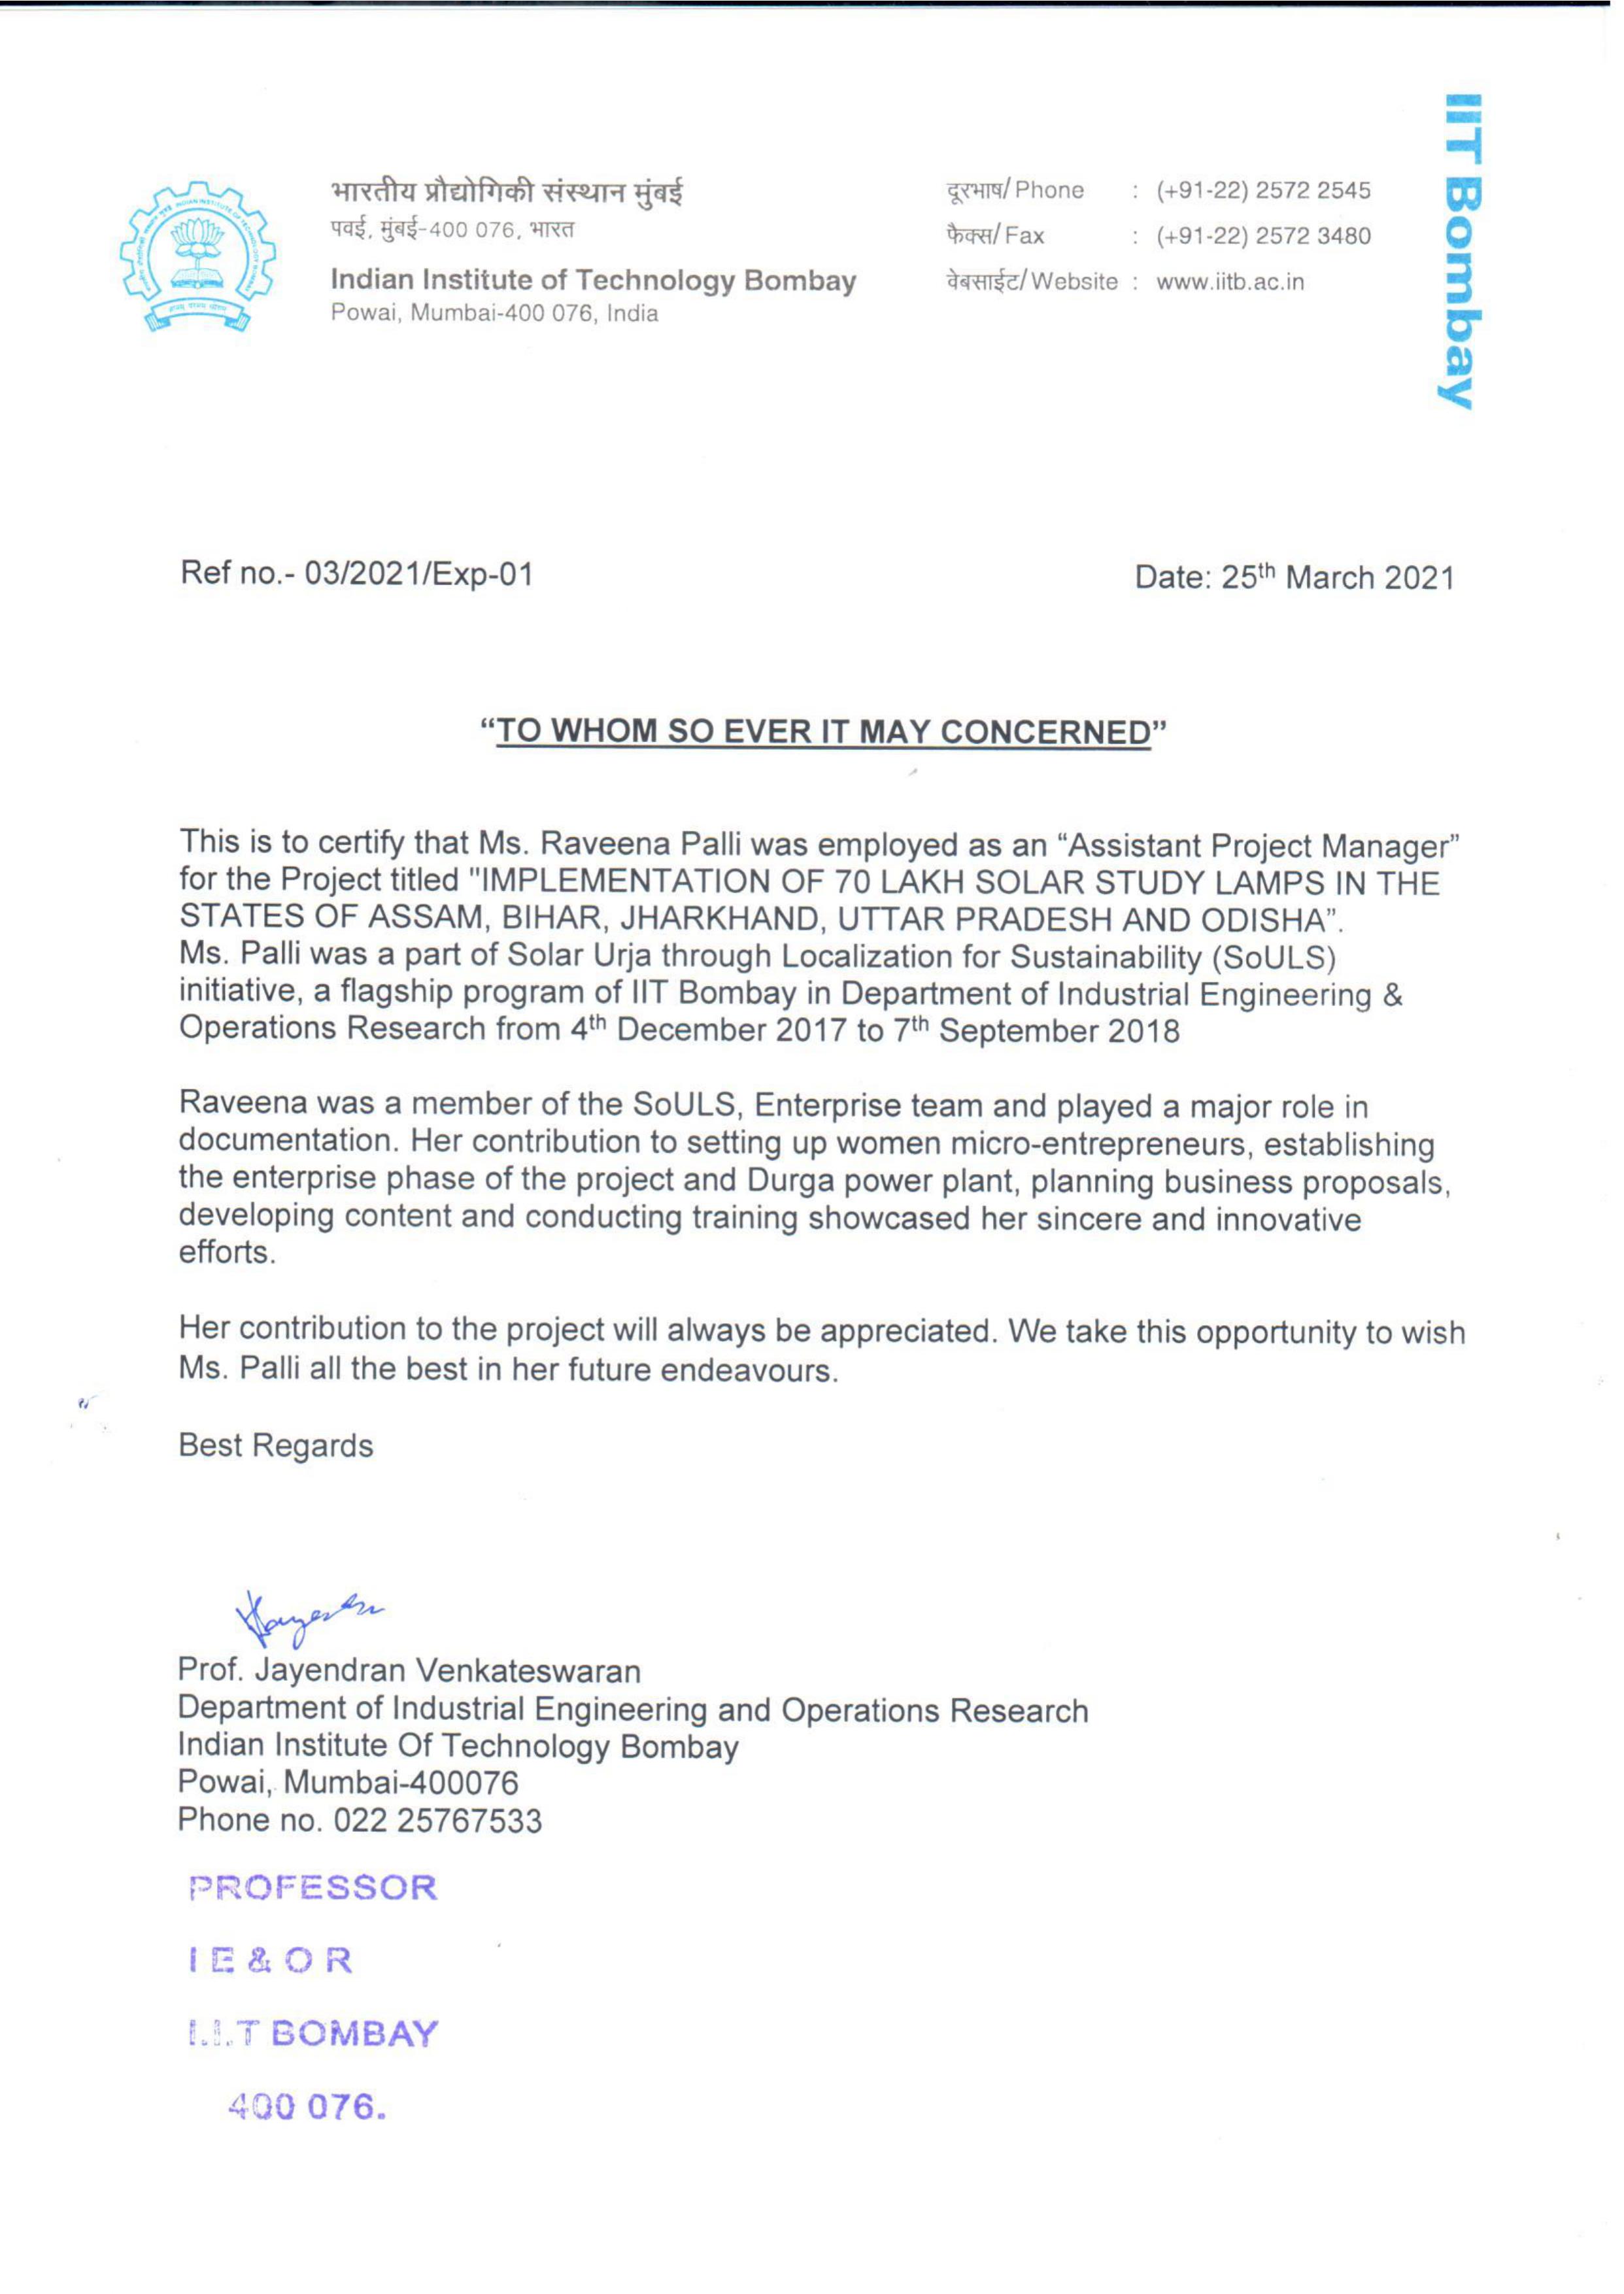 IIT Bombay
भारतीय प्रौद्योगिकी संस्थान मुंबई
पवई, मुंबई-400 076, भारत
Indian Institute of Technology Bombay
Powai, Mumbai-400 076, India
दूरभाष/ Phone : (+91-22) 2572 2545
फैक्स/ Fax : (+91-22) 2572 3480
वेबसाईट/ Website : www.iitb.ac.in
Ref no.- 03/2021/Exp-01
Date: 25th March 2021
“TO WHOM SO EVER IT MAY CONCERNED”
This is to certify that Ms. Raveena Palli was employed as an “Assistant Project Manager”
for the Project titled "IMPLEMENTATION OF 70 LAKH SOLAR STUDY LAMPS IN THE
STATES OF ASSAM, BIHAR, JHARKHAND, UTTAR PRADESH AND ODISHA”.
Ms. Palli was a part of Solar Urja through Localization for Sustainability (SoULS)
initiative, a flagship program of IIT Bombay in Department of Industrial Engineering &
Operations Research from 4th December 2017 to 7th September 2018
Raveena was a member of the SoULS, Enterprise team and played a major role in
documentation. Her contribution to setting up women micro-entrepreneurs, establishing
the enterprise phase of the project and Durga power plant, planning business proposals,
developing content and conducting training showcased her sincere and innovative
efforts.
Her contribution to the project will always be appreciated. We take this opportunity to wish
Ms. Palli all the best in her future endeavours.
Best Regards
Prof. Jayendran Venkateswaran
Department of Industrial Engineering and Operations Research
Indian Institute Of Technology Bombay
Powai, Mumbai-400076
Phone no. 022 25767533
PROFESSOR
IE & OR
I.I.T BOMBAY
400 076.